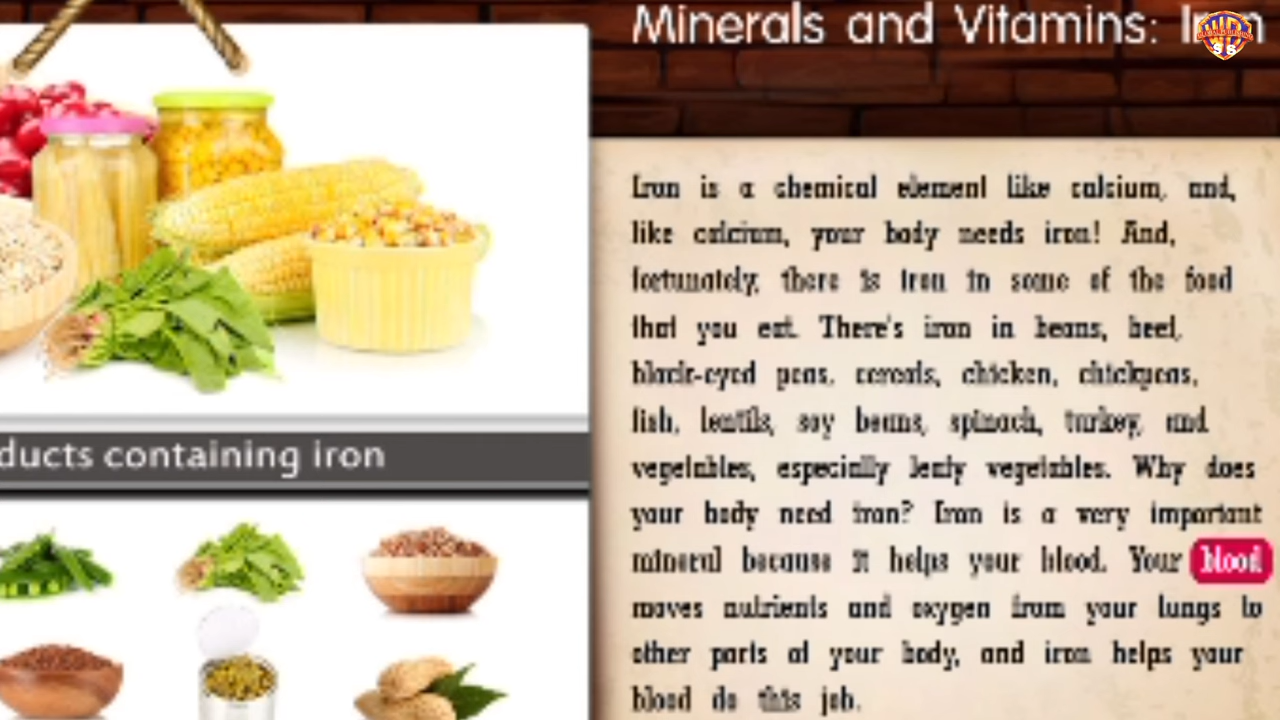 Minerals and Vitamins: Iron
Iron is a chemical element like calcium, and,
like calcium, your body needs iron! And,
fortunately, there is iron in some of the food
that you eat. There's iron in beans, beef,
black-eyed peas, cereals, chicken, chickpeas,
fish, lentils, soy beans, spinach, turkey, and
vegetables, especially leafy vegetables. Why does
your body need iron? Iron is a very important
mineral because it helps your blood. Your blood
moves nutrients and oxygen from your lungs to
other parts of your body, and iron helps your
blood do this job.
ducts containing iron